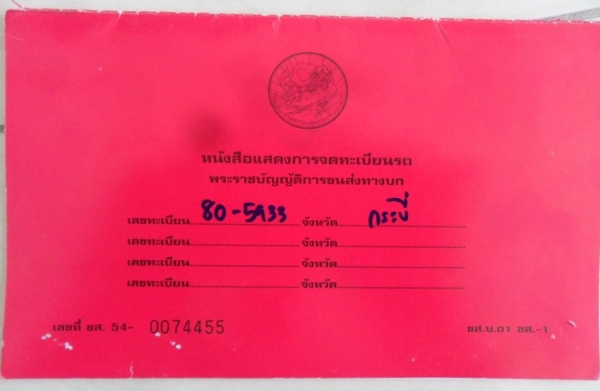 หนังสือแสดงการจดทะเบียนรถ
พระราชบัญญัติการขนส่งทางบก
เลขทะเบียน 80-5933 จังหวัด กระบี่
เลขทะเบียน จังหวัด
เลขทะเบียน จังหวัด
เลขทะเบียน จังหวัด
เลขที่ ขส. 54- 0074455 ขส.บ.01 ขส.-1